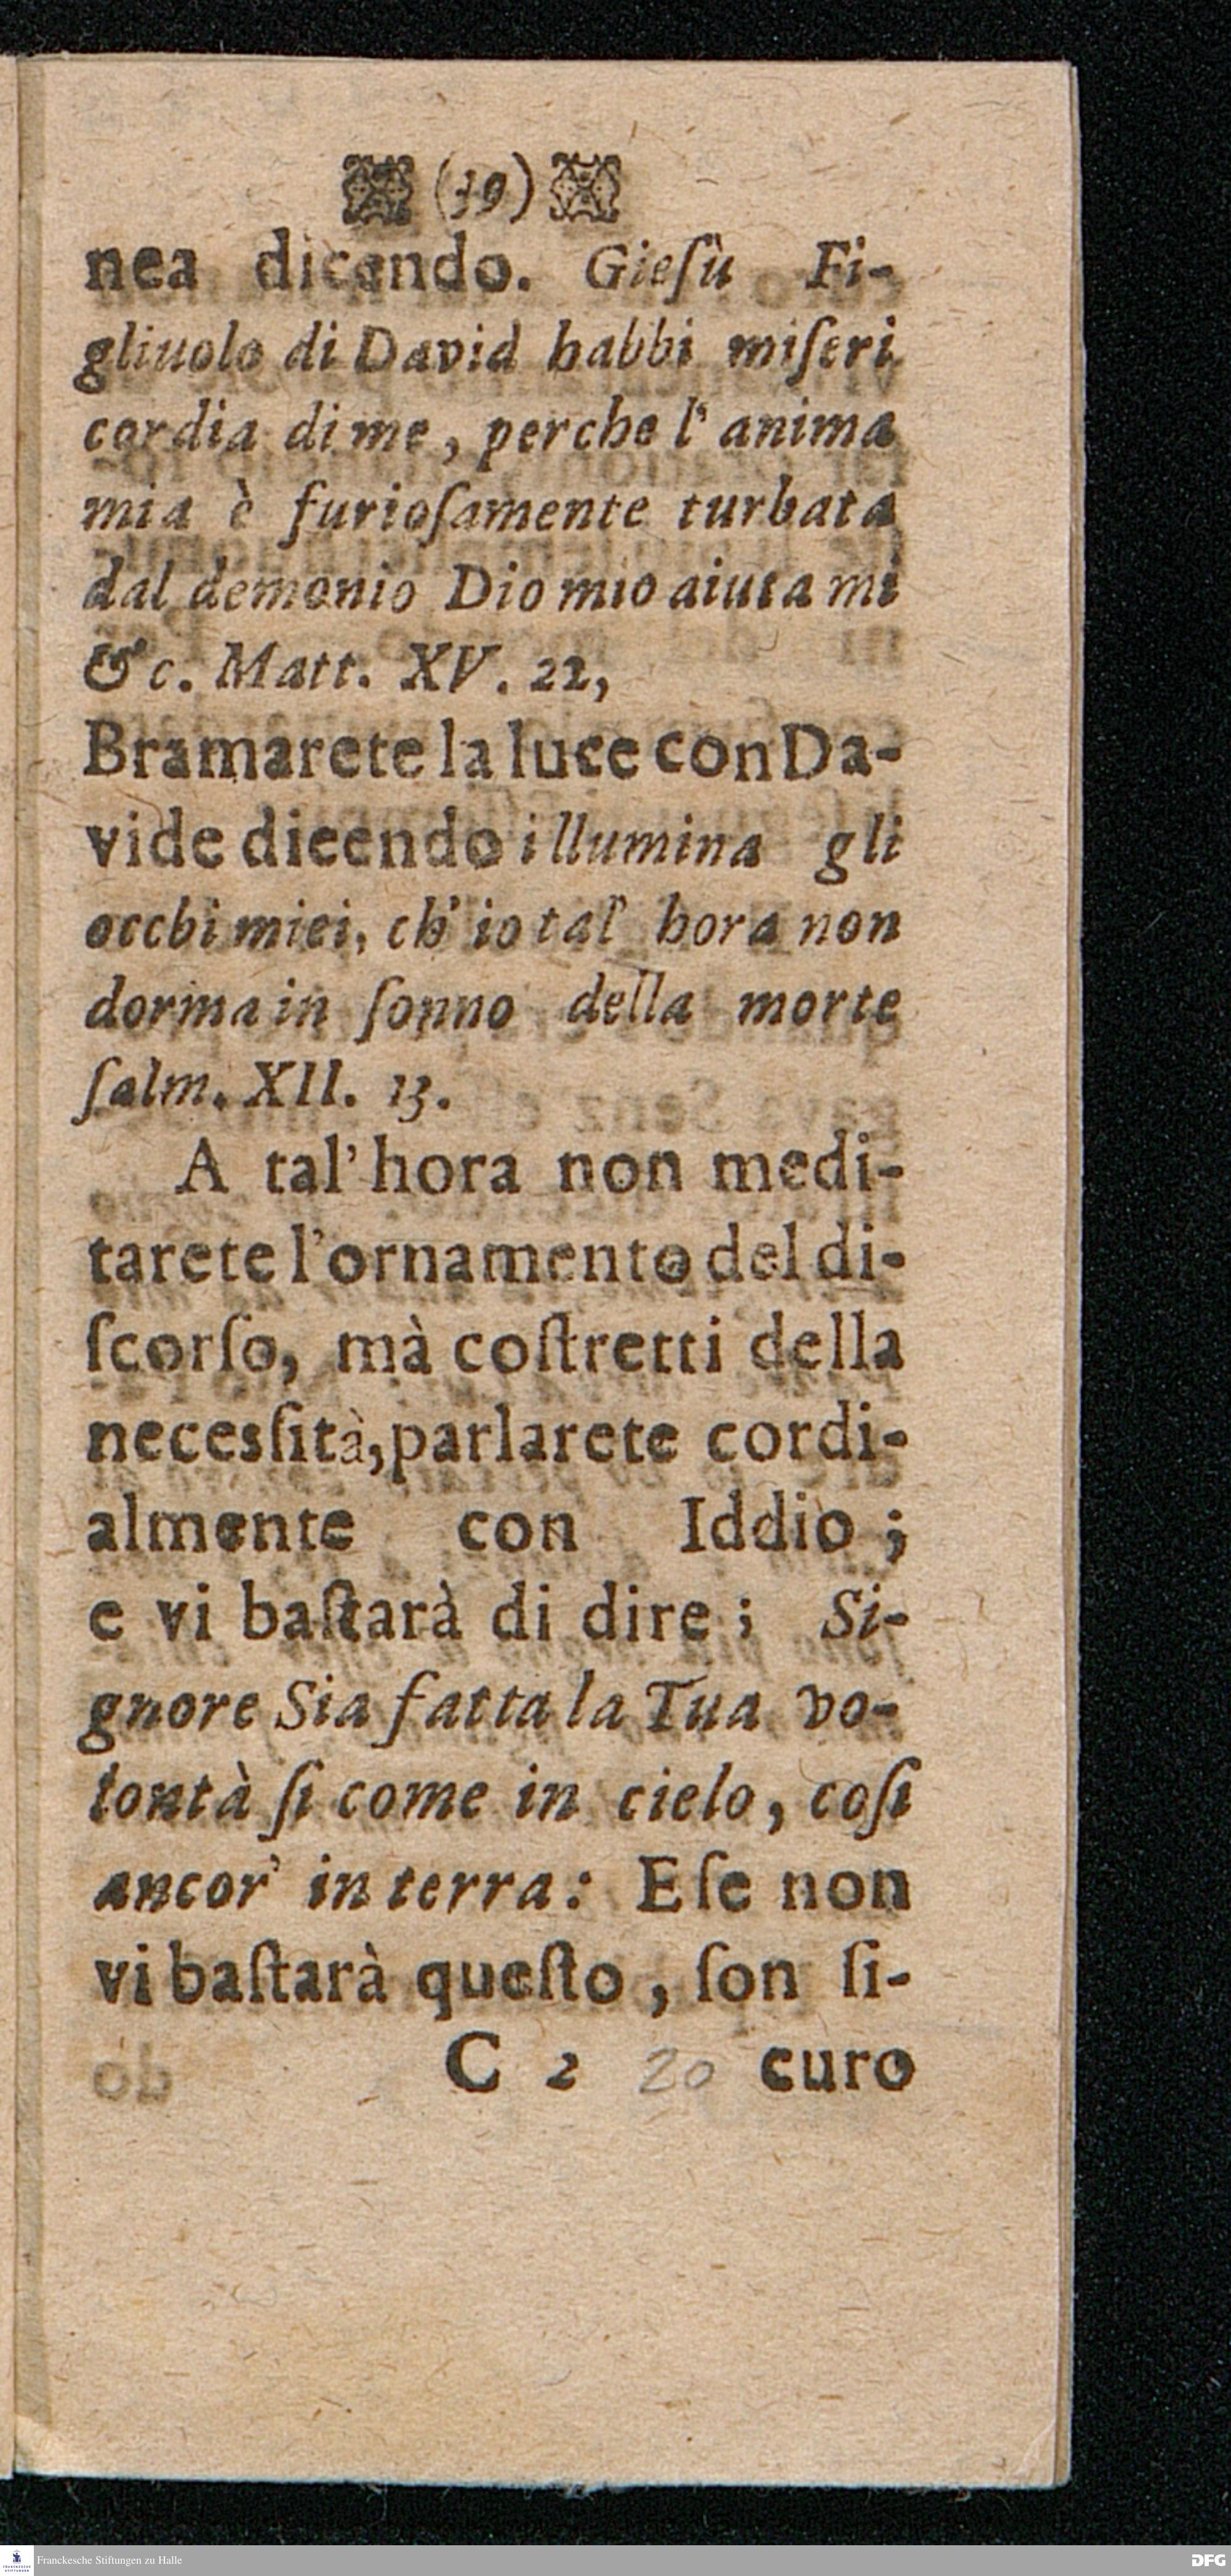 (39)
nea dicendo. Gieſù Fi-
gliuolo di David habbi miſeri
cordia di me, perche l' anima
mia è furioſamente turbata
dal demonio Dio mio aiuta mi
&c. Matt. XV. 22,
Bramarete la luce con Da-
vide dicendo illumina gli
occhi miei, ch' io tal' hora non
dorma in ſonno della morte
ſalm. XII. 13.
A tal' hora non medi-
tarete l'ornamento del di-
ſcorſo, mà coſtretti della
necesſità, parlarete cordi-
almente con Iddio ;
e vi baſtarà di dire ; Si-
gnore Sia fatta la Tua vo-
lontà ſi come in cielo, coſi
ancor' in terra: E ſe non
vi baſtarà queſto, ſon ſi-
C 2 20 curo
Franckesche Stiftungen zu Halle
DFG